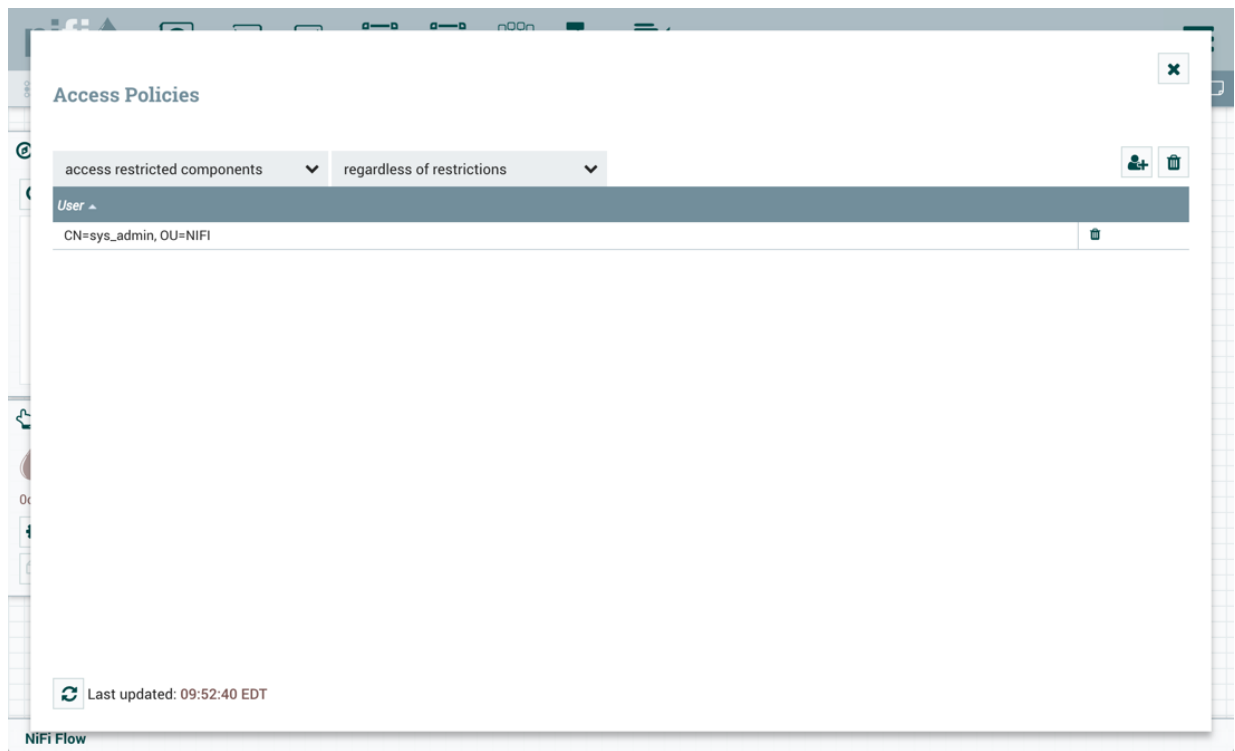 nifi
Access Policies
access restricted components
regardless of restrictions
User
CN=sys_admin, OU=NIFI
Last updated: 09:52:40 EDT
NiFi Flow